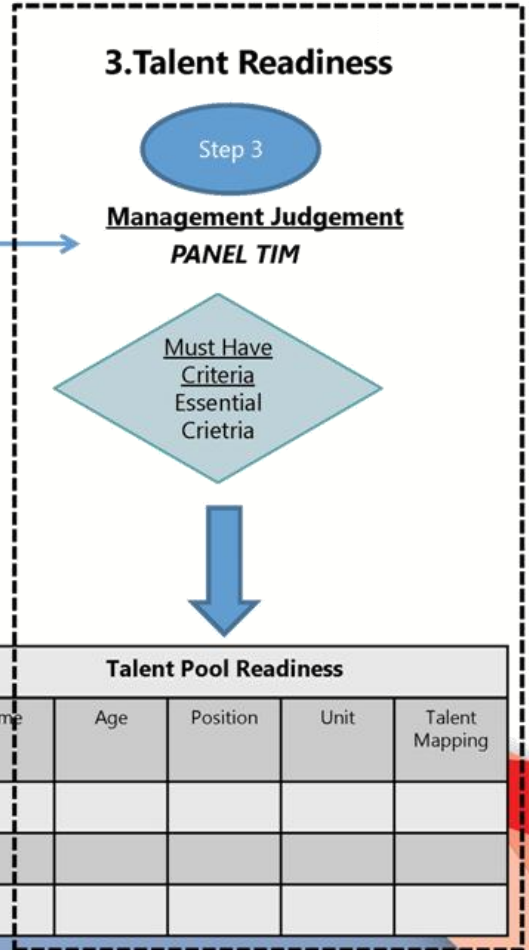 3.Talent Readiness
Step 3
Management Judgement
PANEL TIM
Must Have
Criteria
Essential
Crietria
Talent Pool Readiness
me Age Position Unit Talent
Mapping